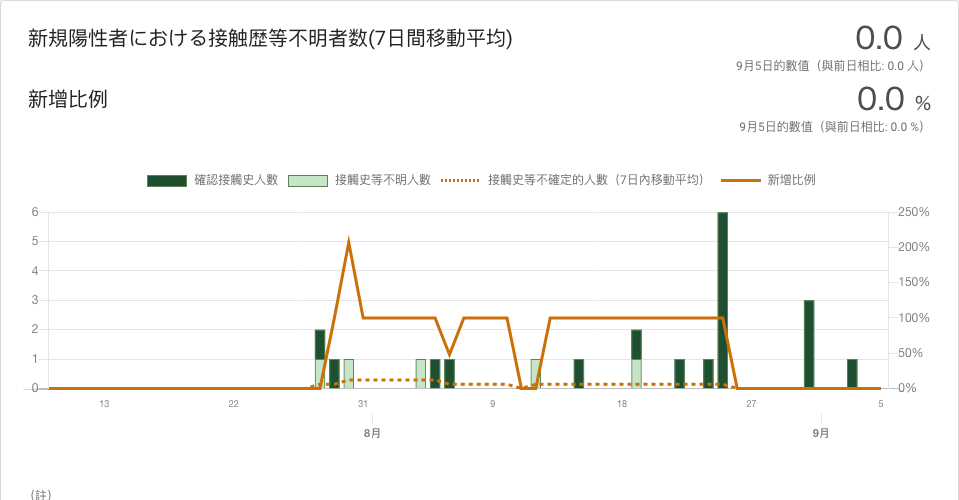 新規陽性者における接触歴等不明者数(7日間移動平均)
0.0 人
9月5日的數值（與前日相比: 0.0 人）
新增比例
0.0 %
9月5日的數值（與前日相比: 0.0 %）
確認接觸史人數 接觸史等不明人數 接觸史等不確定的人數（7日內移動平均） 新增比例
6 250%
5 200%
4 150%
3 100%
2 50%
1 0%
0
13 22 31 9 18 27 5
8月 9月
（註）